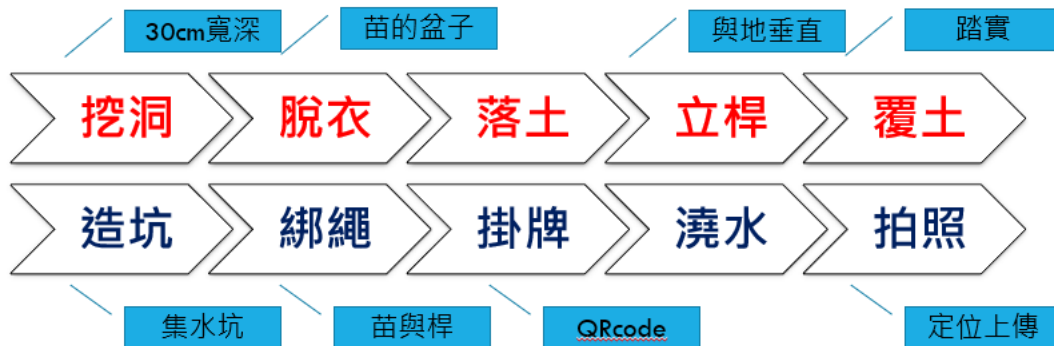 30cm寬深
苗的盆子
與地垂直
踏實
挖洞
脫衣
落土
立桿
覆土
造坑
綁繩
掛牌
澆水
拍照
集水坑
苗與桿
QRcode
定位上傳